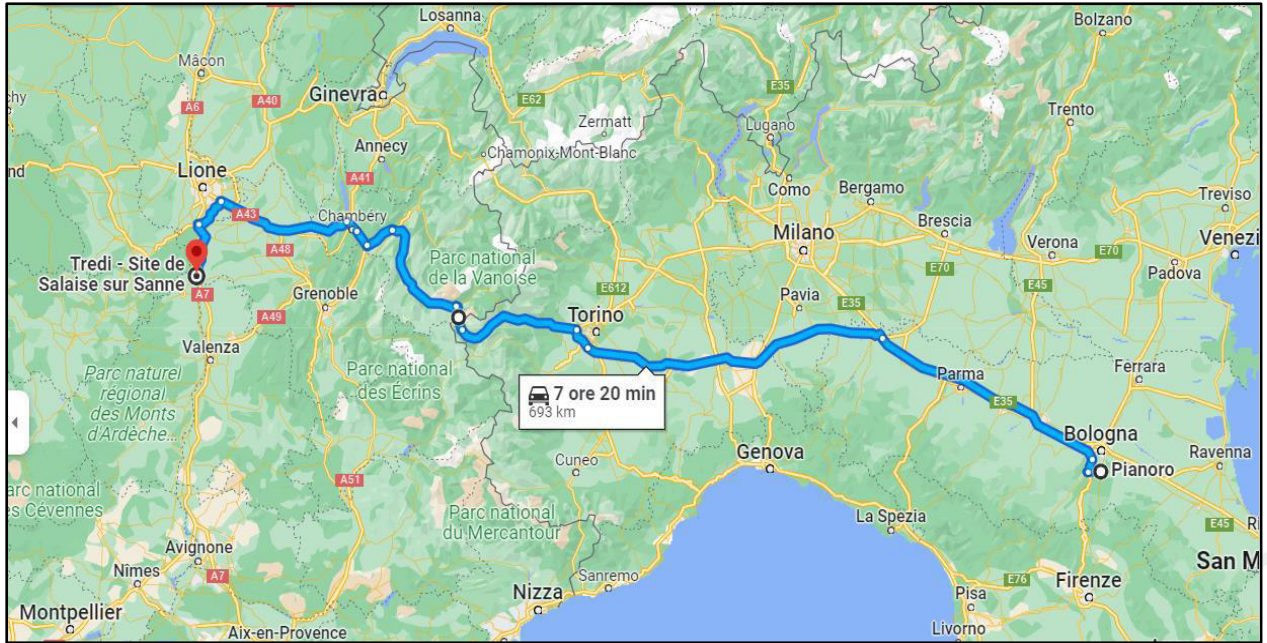 Losanna
Bolzano
Mâcon
A40
Ginevra
E62
E35
A6
Zermatt
Trento
Lugano
Annecy
Chamonix-Mont-Blanc
Lione
A41
Como
Bergamo
Treviso
A43
Chambéry
Brescia
Milano
Verona
E70
Venezi
Tredi - Site de
Salaise sur Sanne
A48
Parc national
de la Vanoise
E70
Padova
A7
Grenoble
E612
Pavia
E35
E45
A49
Torino
Valenza
Parc national
des Écrins
Parma
Ferrara
Parc naturel
régional
des Monts
d'Ardèche...
7 ore 20 min
693 km
E35
Bologna
Genova
Ravenna
Cuneo
Pianoro
A51
arc national
es Cévennes
Parc national
du Mercantour
La Spezia
E45
Avignone
San M
Nîmes
A7
Sanremo
E76
Firenze
Nizza
Pisa
Montpellier
Livorno
Aix-en-Provence